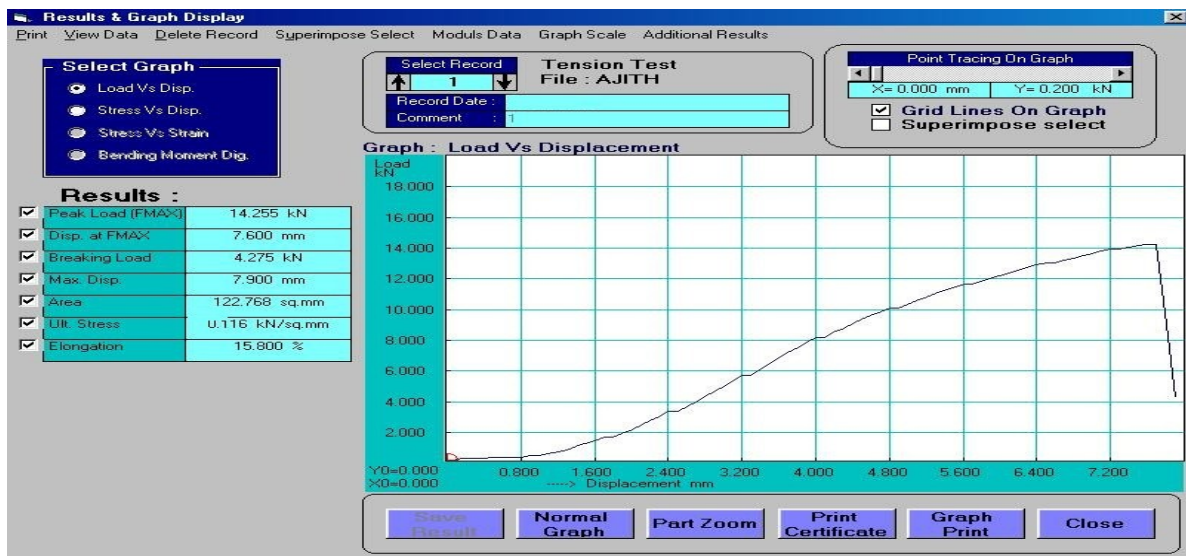 Results & Graph Display
Print View Data Delete Record Superimpose Select Moduls Data Graph Scale Additional Results
Select Graph
Load Vs Disp.
Stress Vs Disp.
Stress Vs Strain
Bending Moment Dig.
Select Record
1
Tension Test
File : AJITH
Record Date :
Comment : 1
Point Tracing On Graph
X= 0.000 mm Y= 0.200 kN
Grid Lines On Graph
Superimpose select
Results :
Peak Load (FMAX) 14.255 kN
Disp. at FMAX 7.600 mm
Breaking Load 4.275 kN
Max. Disp. 7.900 mm
Area 122.768 sq.mm
Ult. Stress 0.116 kN/sq.mm
Elongation 15.800 %
Graph : Load Vs Displacement
Load
kN
18.000
16.000
14.000
12.000
10.000
8.000
6.000
4.000
2.000
Y0=0.000
X0=0.000
0.800 1.600 2.400 3.200 4.000 4.800 5.600 6.400 7.200
----> Displacement mm
Save
Result
Normal
Graph
Part Zoom
Print
Certificate
Graph
Print
Close